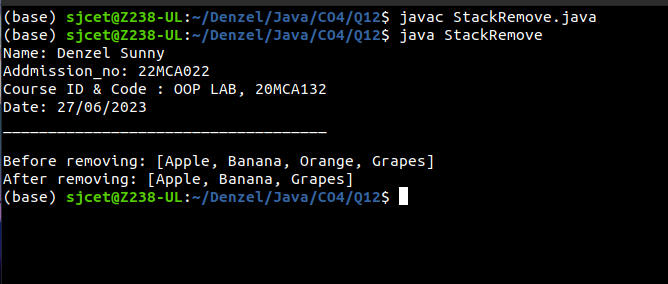 (base) sjcet@Z238-UL:~/Denzel/Java/CO4/Q12$ javac StackRemove.java
(base) sjcet@Z238-UL:~/Denzel/Java/CO4/Q12$ java StackRemove
Name: Denzel Sunny
Addmission_no: 22MCA022
Course ID & Code : OOP LAB, 20MCA132
Date: 27/06/2023
____________________________________
Before removing: [Apple, Banana, Orange, Grapes]
After removing: [Apple, Banana, Grapes]
(base) sjcet@Z238-UL:~/Denzel/Java/CO4/Q12$